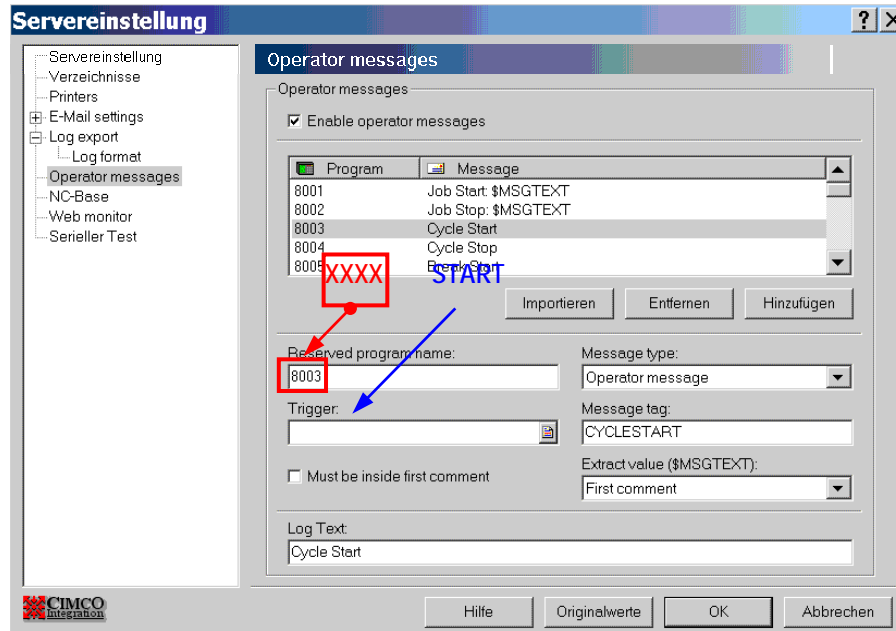 Servereinstellung
Servereinstellung
Verzeichnisse
Printers
E-Mail settings
Log export
Log format
Operator messages
NC-Base
Web monitor
Serieller Test
Operator messages
Operator messages
Enable operator messages
Program Message
8001 Job Start: $MSGTEXT
8002 Job Stop: $MSGTEXT
8003 Cycle Start
8004 Cycle Stop
8005 Break Start
XXXX START
Importieren Entfernen Hinzufügen
Reserved program name: Message type:
8003 Operator message
Trigger: Message tag:
CYCLESTART
Must be inside first comment Extract value ($MSGTEXT):
First comment
Log Text:
Cycle Start
CIMCO
Integration
Hilfe Originalwerte OK Abbrechen